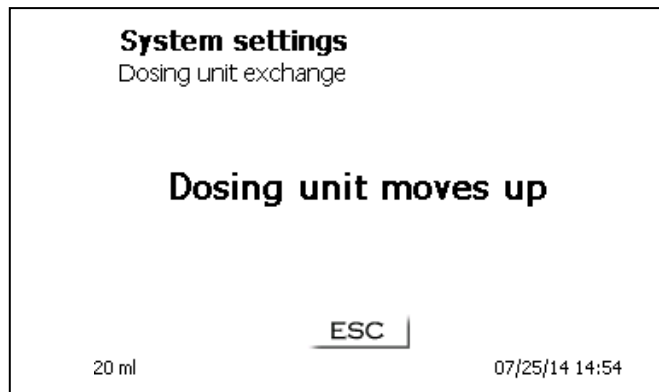 System settings
Dosing unit exchange
Dosing unit moves up
ESC
20 ml 07/25/14 14:54